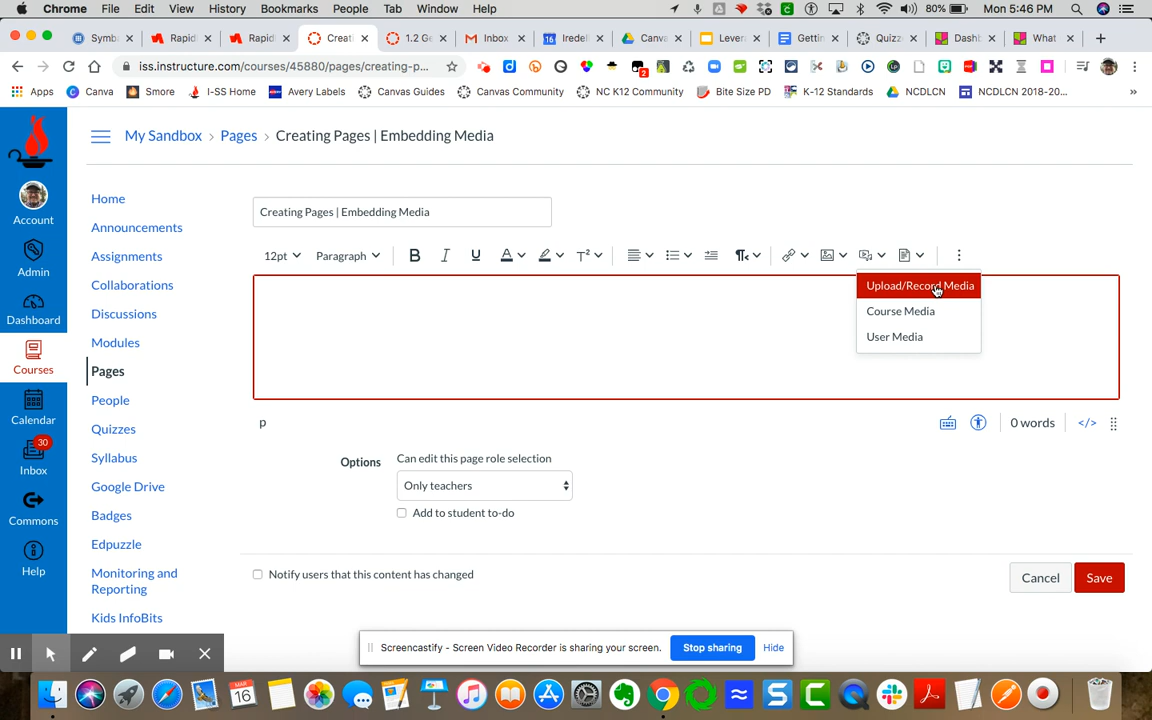 Chrome File Edit View History Bookmarks People Tab Window Help 80% Mon 5:46 PM
Symb Rapid Rapid Creati 1.2 Ge Inbox Iredel Canva Lever Getti Quizz Dashb What
iss.instructure.com/courses/45880/pages/creating-p...
Apps Canva Smore I-SS Home Avery Labels Canvas Guides Canvas Community NC K12 Community Bite Size PD K-12 Standards NCDLCN NCDLCN 2018-20... »
My Sandbox > Pages > Creating Pages | Embedding Media
Account
Admin
Dashboard
Courses
Calendar
30
Inbox
Commons
Help
Home
Announcements
Assignments
Collaborations
Discussions
Modules
Pages
People
Quizzes
Syllabus
Google Drive
Badges
Edpuzzle
Monitoring and
Reporting
Kids InfoBits
Creating Pages | Embedding Media
12pt Paragraph B I U A T²
Upload/Record Media
Course Media
User Media
p 0 words </>
Options Can edit this page role selection
Only teachers
Add to student to-do
Notify users that this content has changed Cancel Save
Screencastify - Screen Video Recorder is sharing your screen. Stop sharing Hide
MAR
16